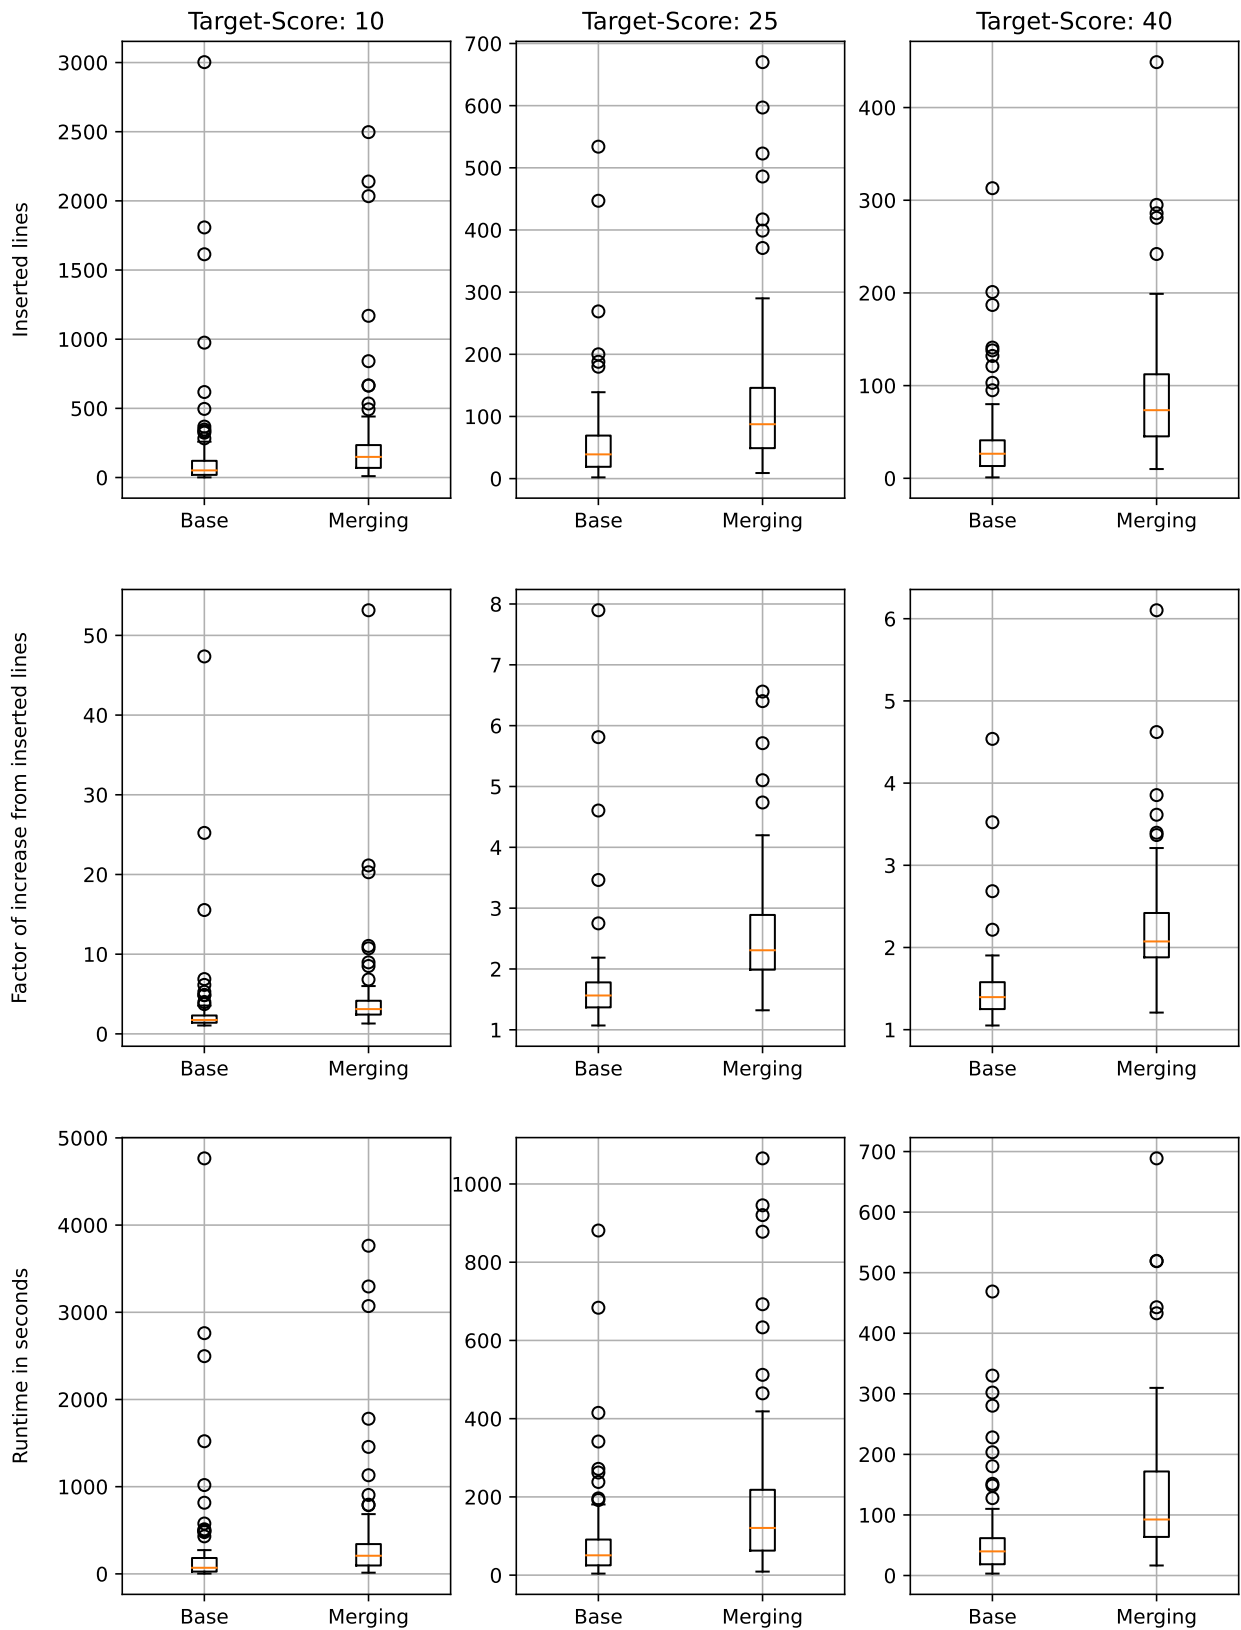 Target-Score: 10
Target-Score: 25
Target-Score: 40
Inserted lines
3000
2500
2000
1500
1000
500
0
Base
Merging
700
600
500
400
300
200
100
0
Base
Merging
400
300
200
100
0
Base
Merging
Factor of increase from inserted lines
50
40
30
20
10
0
Base
Merging
8
7
6
5
4
3
2
1
Base
Merging
6
5
4
3
2
1
Base
Merging
Runtime in seconds
5000
4000
3000
2000
1000
0
Base
Merging
1000
800
600
400
200
0
Base
Merging
700
600
500
400
300
200
100
0
Base
Merging